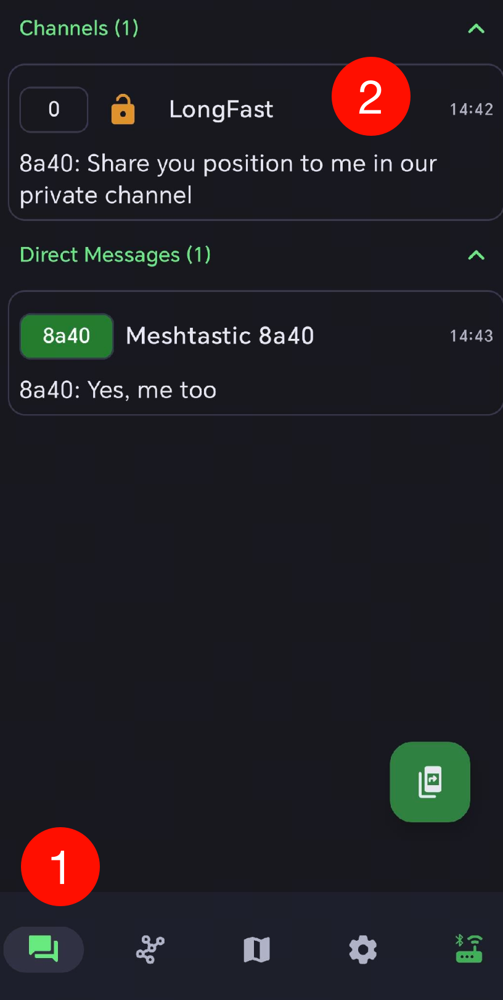 Channels (1)
0 LongFast 2 14:42
8a40: Share you position to me in our
private channel
Direct Messages (1)
8a40 Meshtastic 8a40 14:43
8a40: Yes, me too
1